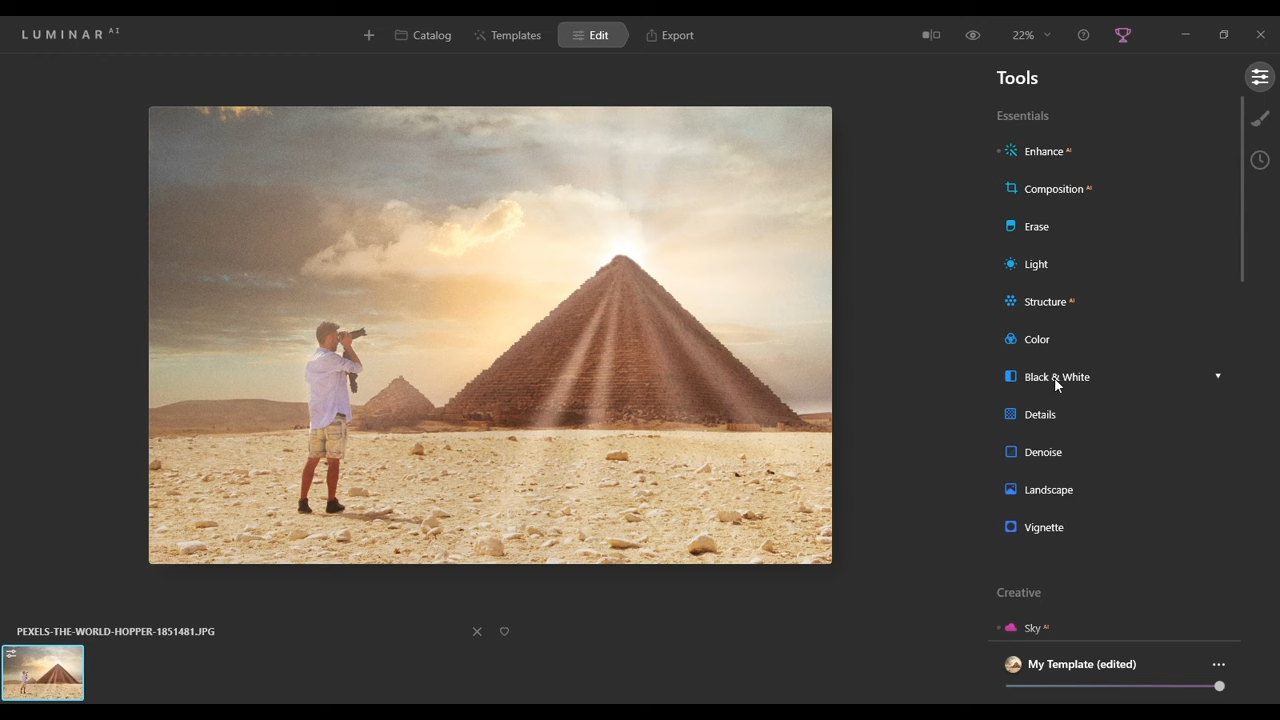 LUMINAR AI
Catalog
Templates
Edit
Export
22%
Tools
Essentials
Enhance AI
Composition AI
Erase
Light
Structure AI
Color
Black & White
Details
Denoise
Landscape
Vignette
Creative
Sky AI
PEXELS-THE-WORLD-HOPPER-1851481.JPG
My Template (edited)